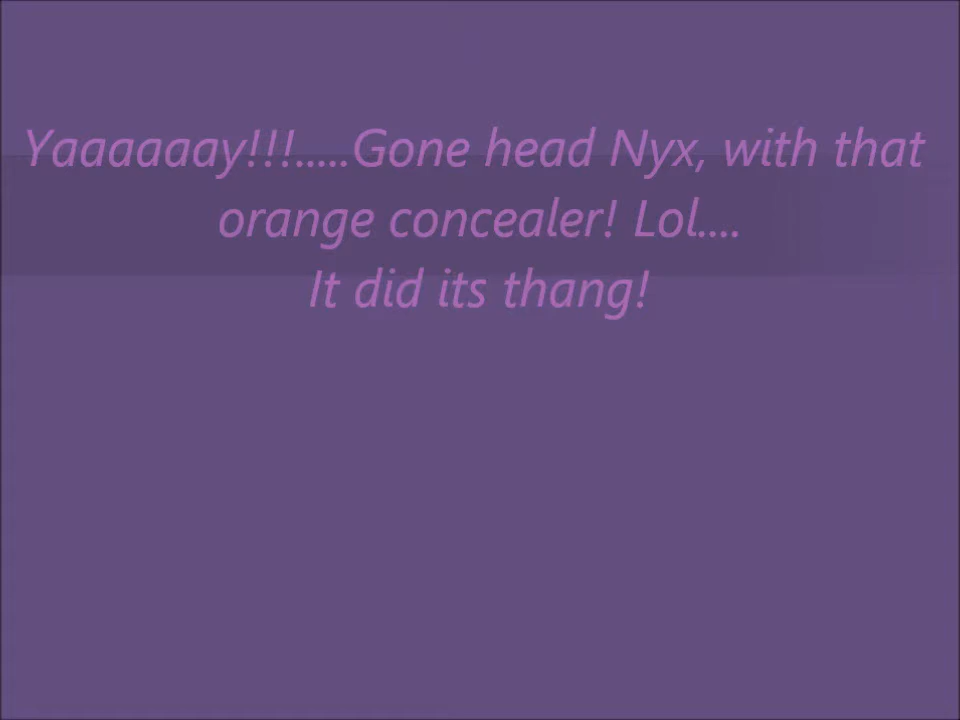 Yaaaaaay!!!.....Gone head Nyx, with that
orange concealer! Lol....
It did its thang!